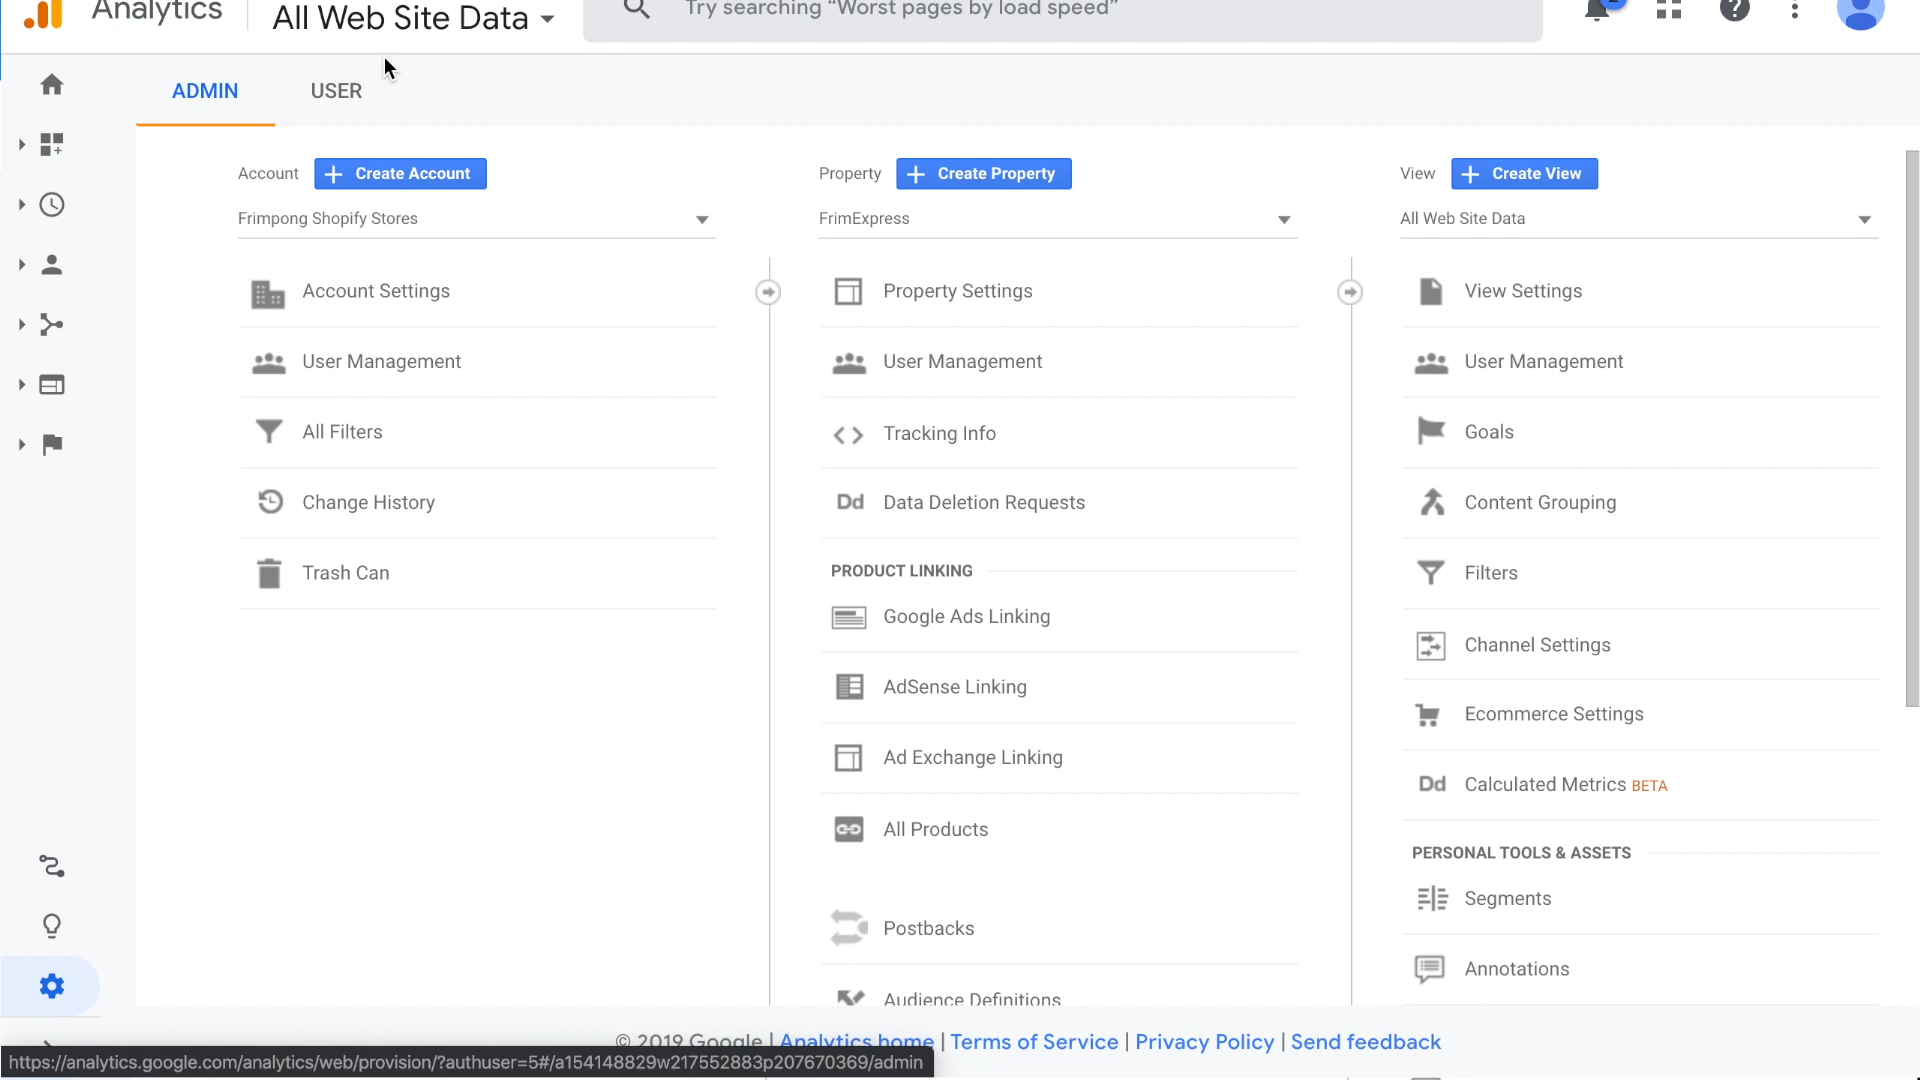 Analytics
All Web Site Data
Try searching “Worst pages by load speed”
2
ADMIN
USER
Account
Create Account
Property
Create Property
View
Create View
Frimpong Shopify Stores
FrimExpress
All Web Site Data
Account Settings
User Management
All Filters
Change History
Trash Can
Property Settings
User Management
Tracking Info
Dd Data Deletion Requests
PRODUCT LINKING
Google Ads Linking
AdSense Linking
Ad Exchange Linking
All Products
Postbacks
Audience Definitions
View Settings
User Management
Goals
Content Grouping
Filters
Channel Settings
Ecommerce Settings
Dd Calculated Metrics BETA
PERSONAL TOOLS & ASSETS
Segments
Annotations
© 2019 Google | Analytics home | Terms of Service | Privacy Policy | Send feedback
https://analytics.google.com/analytics/web/provision/?authuser=5#/a154148829w217552883p207670369/admin